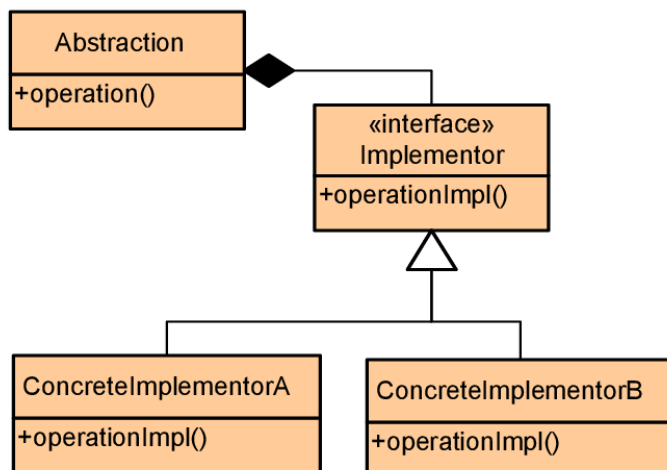 Abstraction
+operation()
«interface»
Implementor
+operationImpl()
ConcreteImplementorA
+operationImpl()
ConcreteImplementorB
+operationImpl()